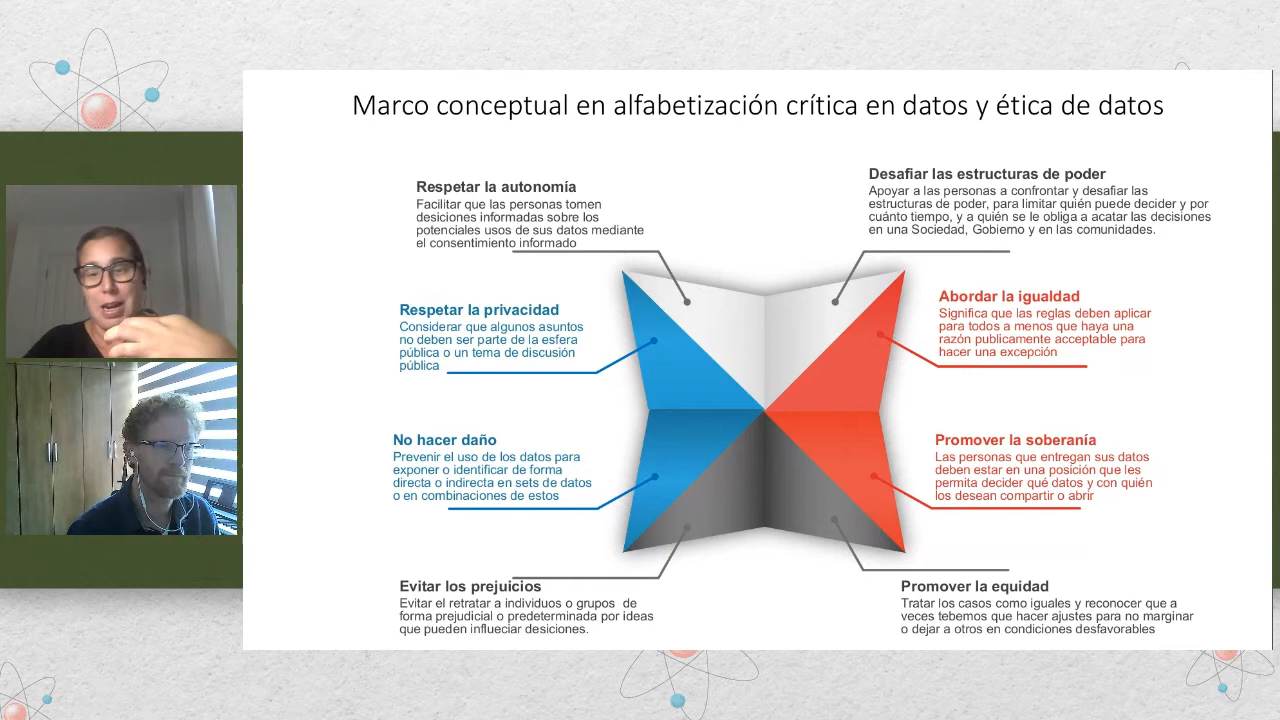 Marco conceptual en alfabetización crítica en datos y ética de datos
Respetar la autonomía
Facilitar que las personas tomen
desiciones informadas sobre los
potenciales usos de sus datos mediante
el consentimiento informado
Respetar la privacidad
Considerar que algunos asuntos
no deben ser parte de la esfera
pública o un tema de discusión
pública
No hacer daño
Prevenir el uso de los datos para
exponer o identificar de forma
directa o indirecta en sets de datos
o en combinaciones de estos
Evitar los prejuicios
Evitar el retratar a individuos o grupos  de
forma prejudicial o predeterminada por ideas
que pueden influeciar desiciones.
Desafiar las estructuras de poder
Apoyar a las personas a confrontar y desafiar las
estructuras de poder, para limitar quién puede decidir y por
cuánto tiempo, y a quién se le obliga a acatar las decisiones
en una Sociedad, Gobierno y en las comunidades.
Abordar la igualdad
Significa que las reglas deben aplicar
para todos a menos que haya una
razón publicamente acceptable para
hacer una excepción
Promover la soberanía
Las personas que entregan sus datos
deben estar en una posición que les
permita decidir qué datos y con quién
los desean compartir o abrir
Promover la equidad
Tratar los casos como iguales y reconocer que a
veces tebemos que hacer ajustes para no marginar
o dejar a otros en condiciones desfavorables